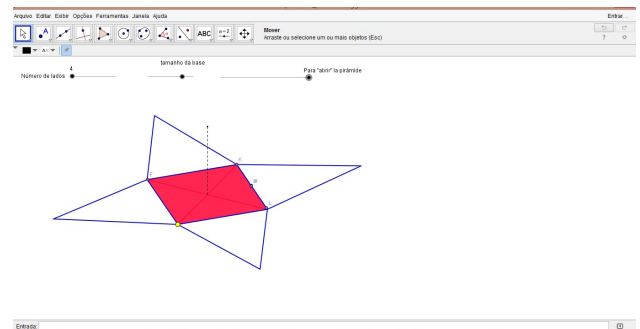 Arquivo Editar Exibir Opções Ferramentas Janela Ajuda
Entrar...
ABC
a=2
Mover
Arraste ou selecione um ou mais objetos (Esc)
?
4
Número de lados
tamanho da base
Para "abrir" la pirámide
L
Entrada: